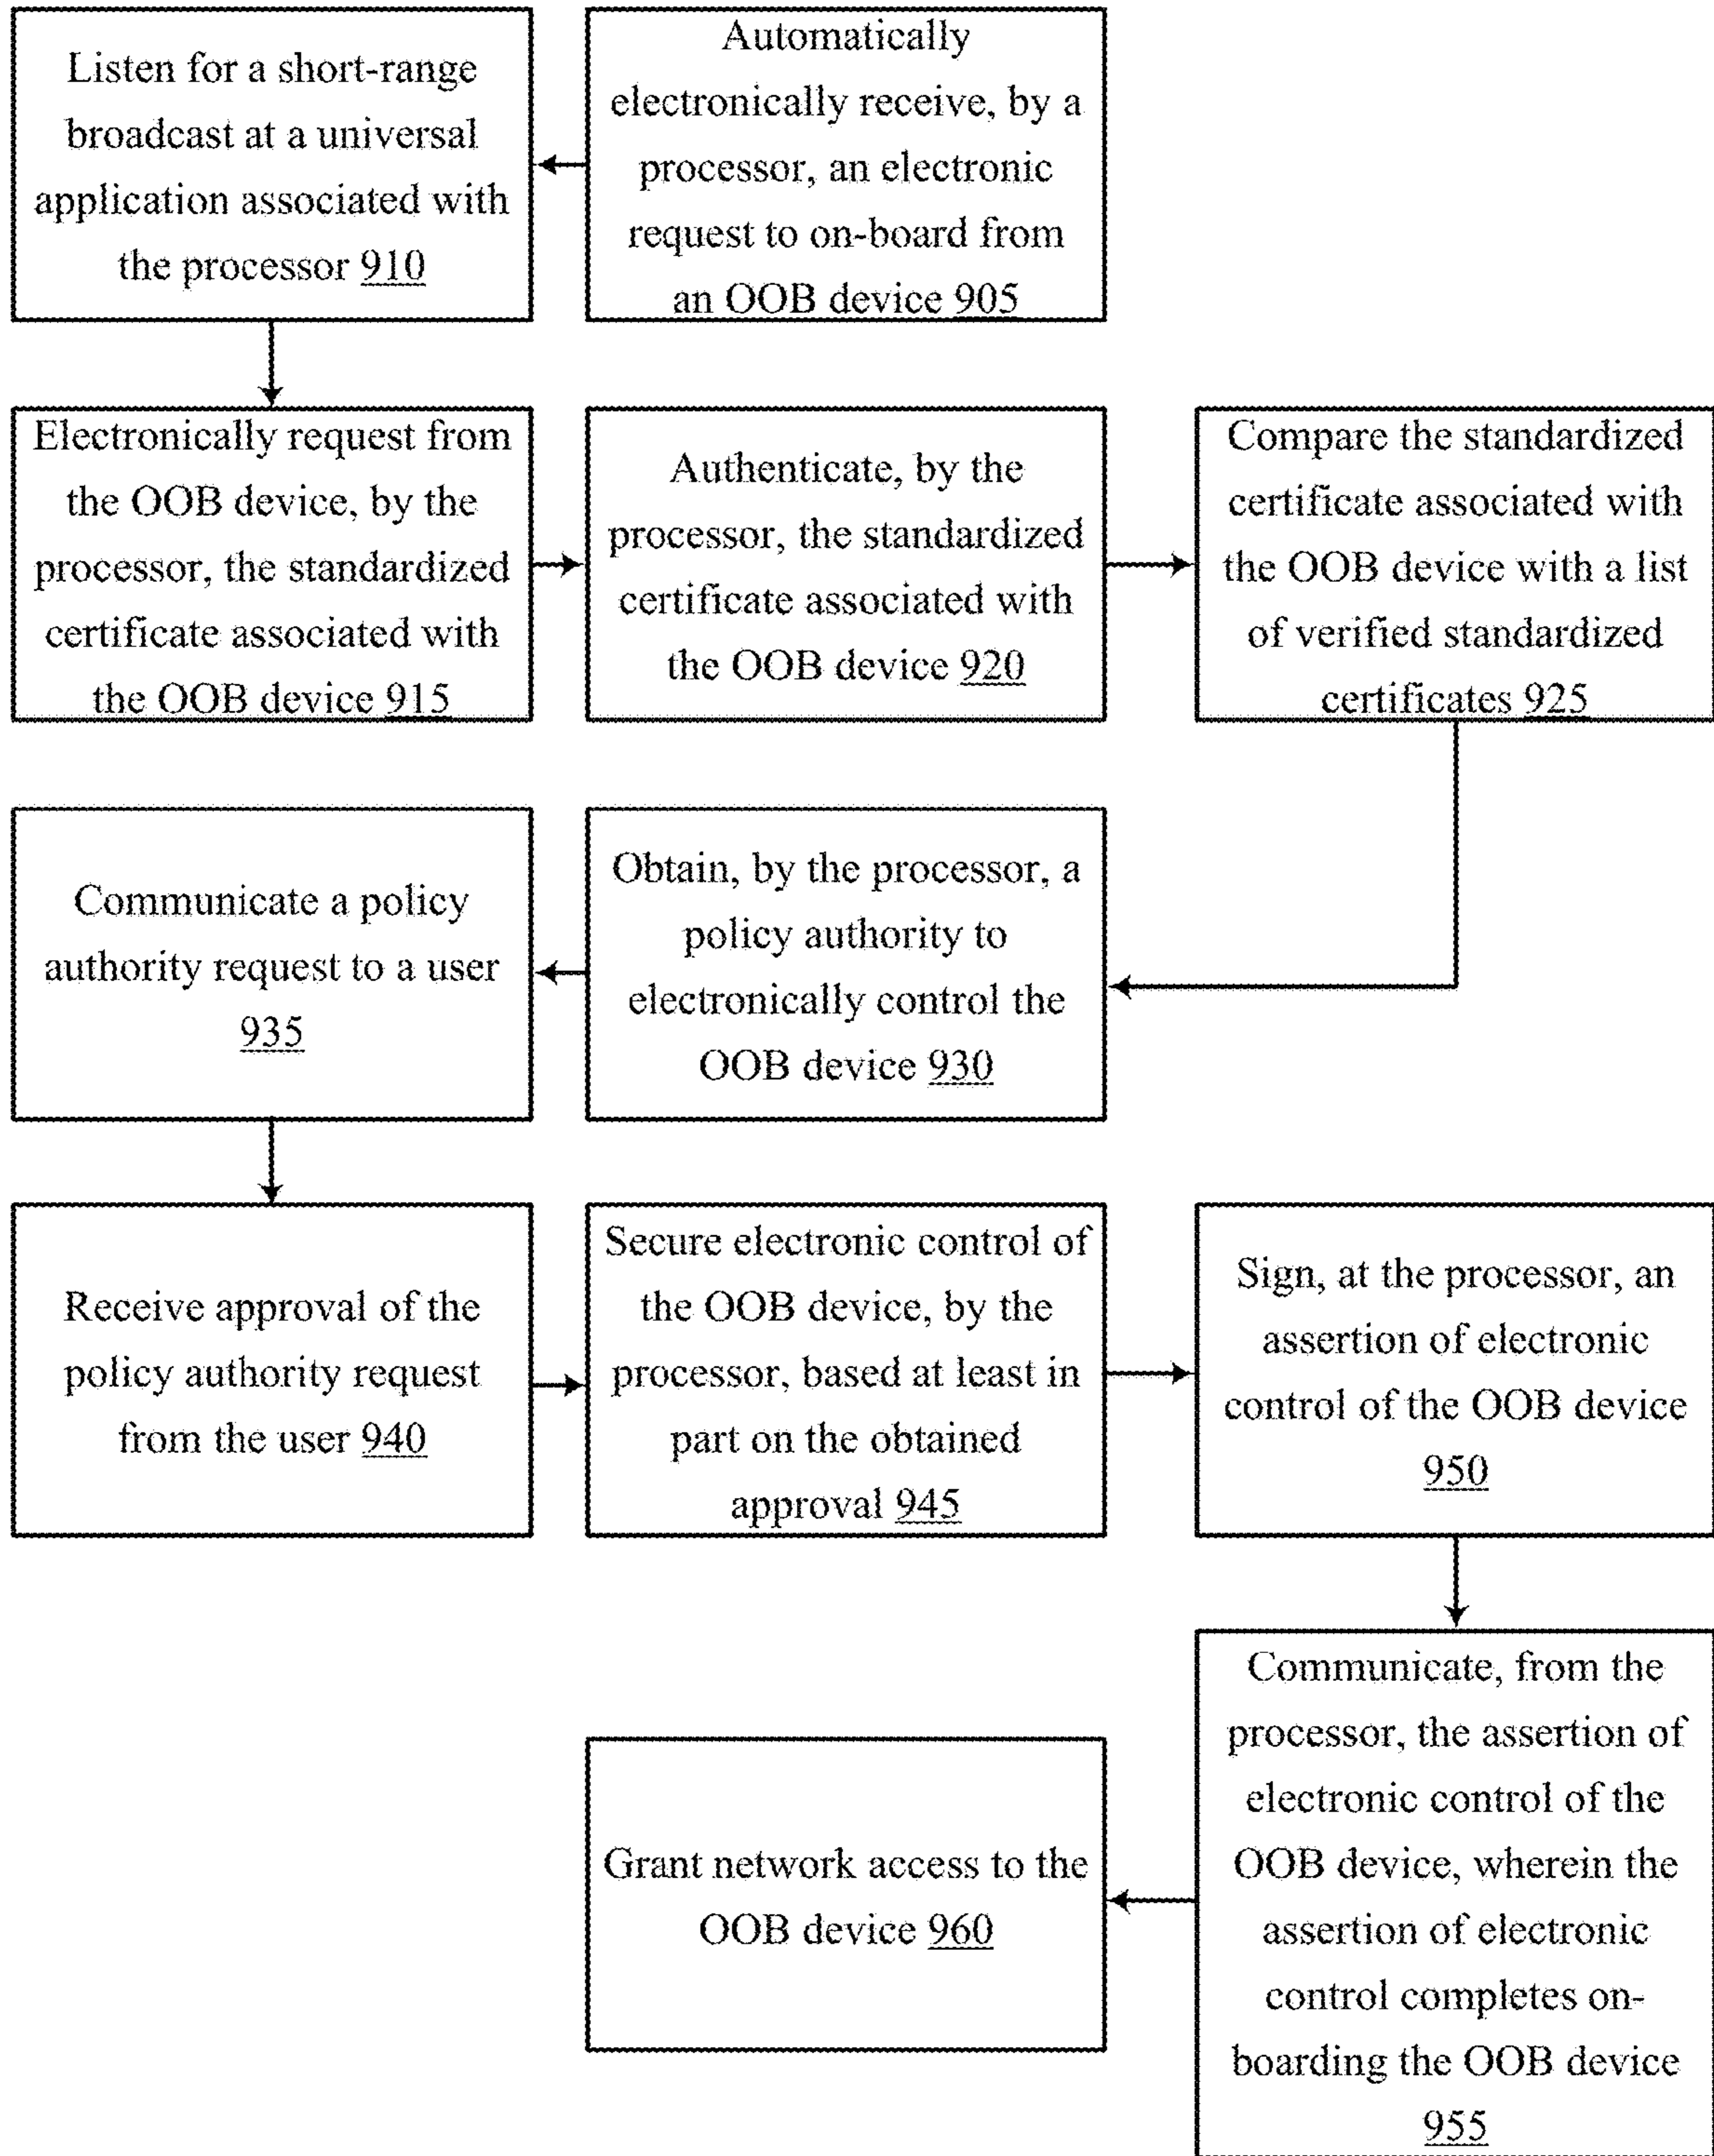 Listen for a short-range
broadcast at a universal
application associated with
the processor 910
Automatically
electronically receive, by a
processor, an electronic
request to on-board from
an OOB device 905
Electronically request from
the OOB device, by the
processor, the standardized
certificate associated with
the OOB device 915
Authenticate, by the
processor, the standardized
certificate associated with
the OOB device 920
Compare the standardized
certificate associated with
the OOB device with a list
of verified standardized
certificates 925
Communicate a policy
authority request to a user
935
Obtain, by the processor, a
policy authority to
electronically control the
OOB device 930
Receive approval of the
policy authority request
from the user 940
Secure electronic control of
the OOB device, by the
processor, based at least in
part on the obtained
approval 945
Sign, at the processor, an
assertion of electronic
control of the OOB device
950
Grant network access to the
OOB device 960
Communicate, from the
processor, the assertion of
electronic control of the
OOB device, wherein the
assertion of electronic
control completes on-
boarding the OOB device
955